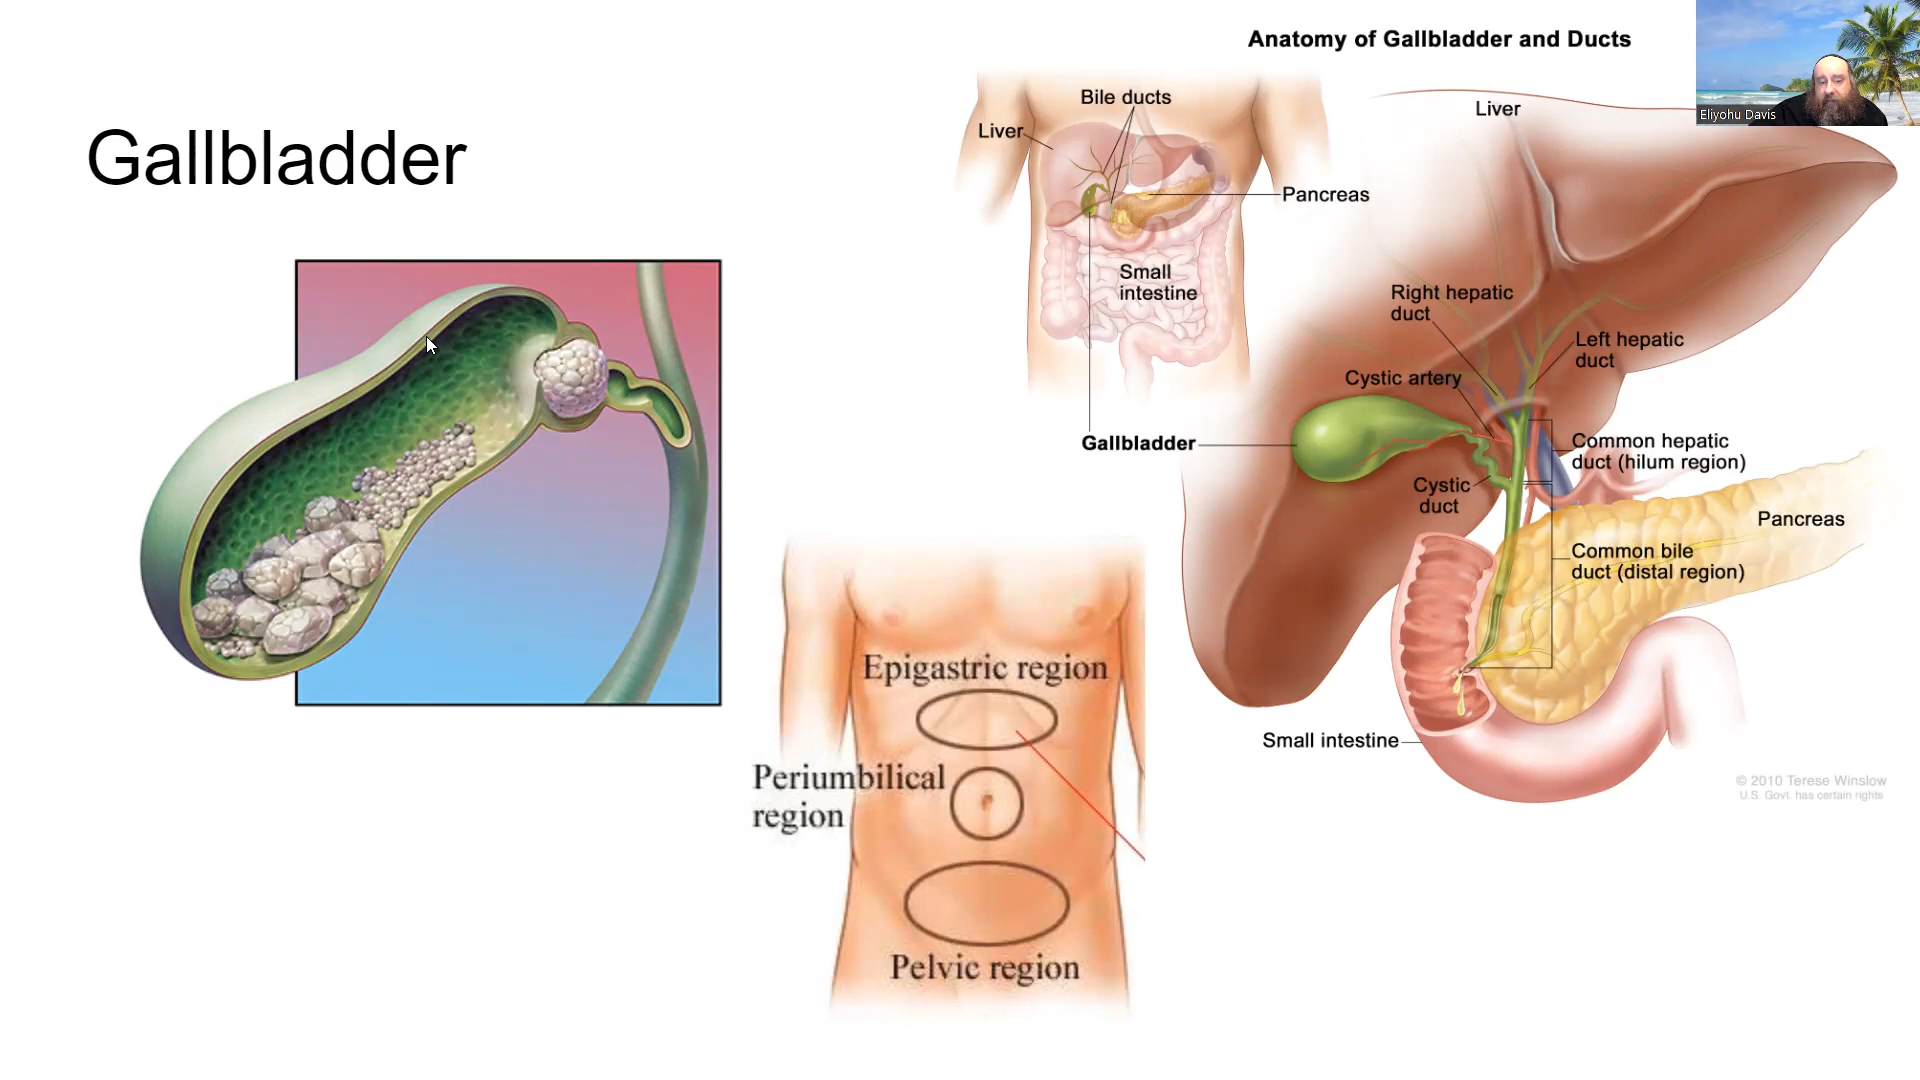 Gallbladder
Anatomy of Gallbladder and Ducts
Bile ducts
Liver
Pancreas
Small
intestine
Gallbladder
Liver
Right hepatic
duct
Left hepatic
duct
Cystic artery
Common hepatic
duct (hilum region)
Cystic
duct
Pancreas
Common bile
duct (distal region)
Small intestine
© 2010 Terese Winslow
U.S. Govt. has certain rights
Epigastric region
Periumbilical
region
Pelvic region
Eliyohu Davis